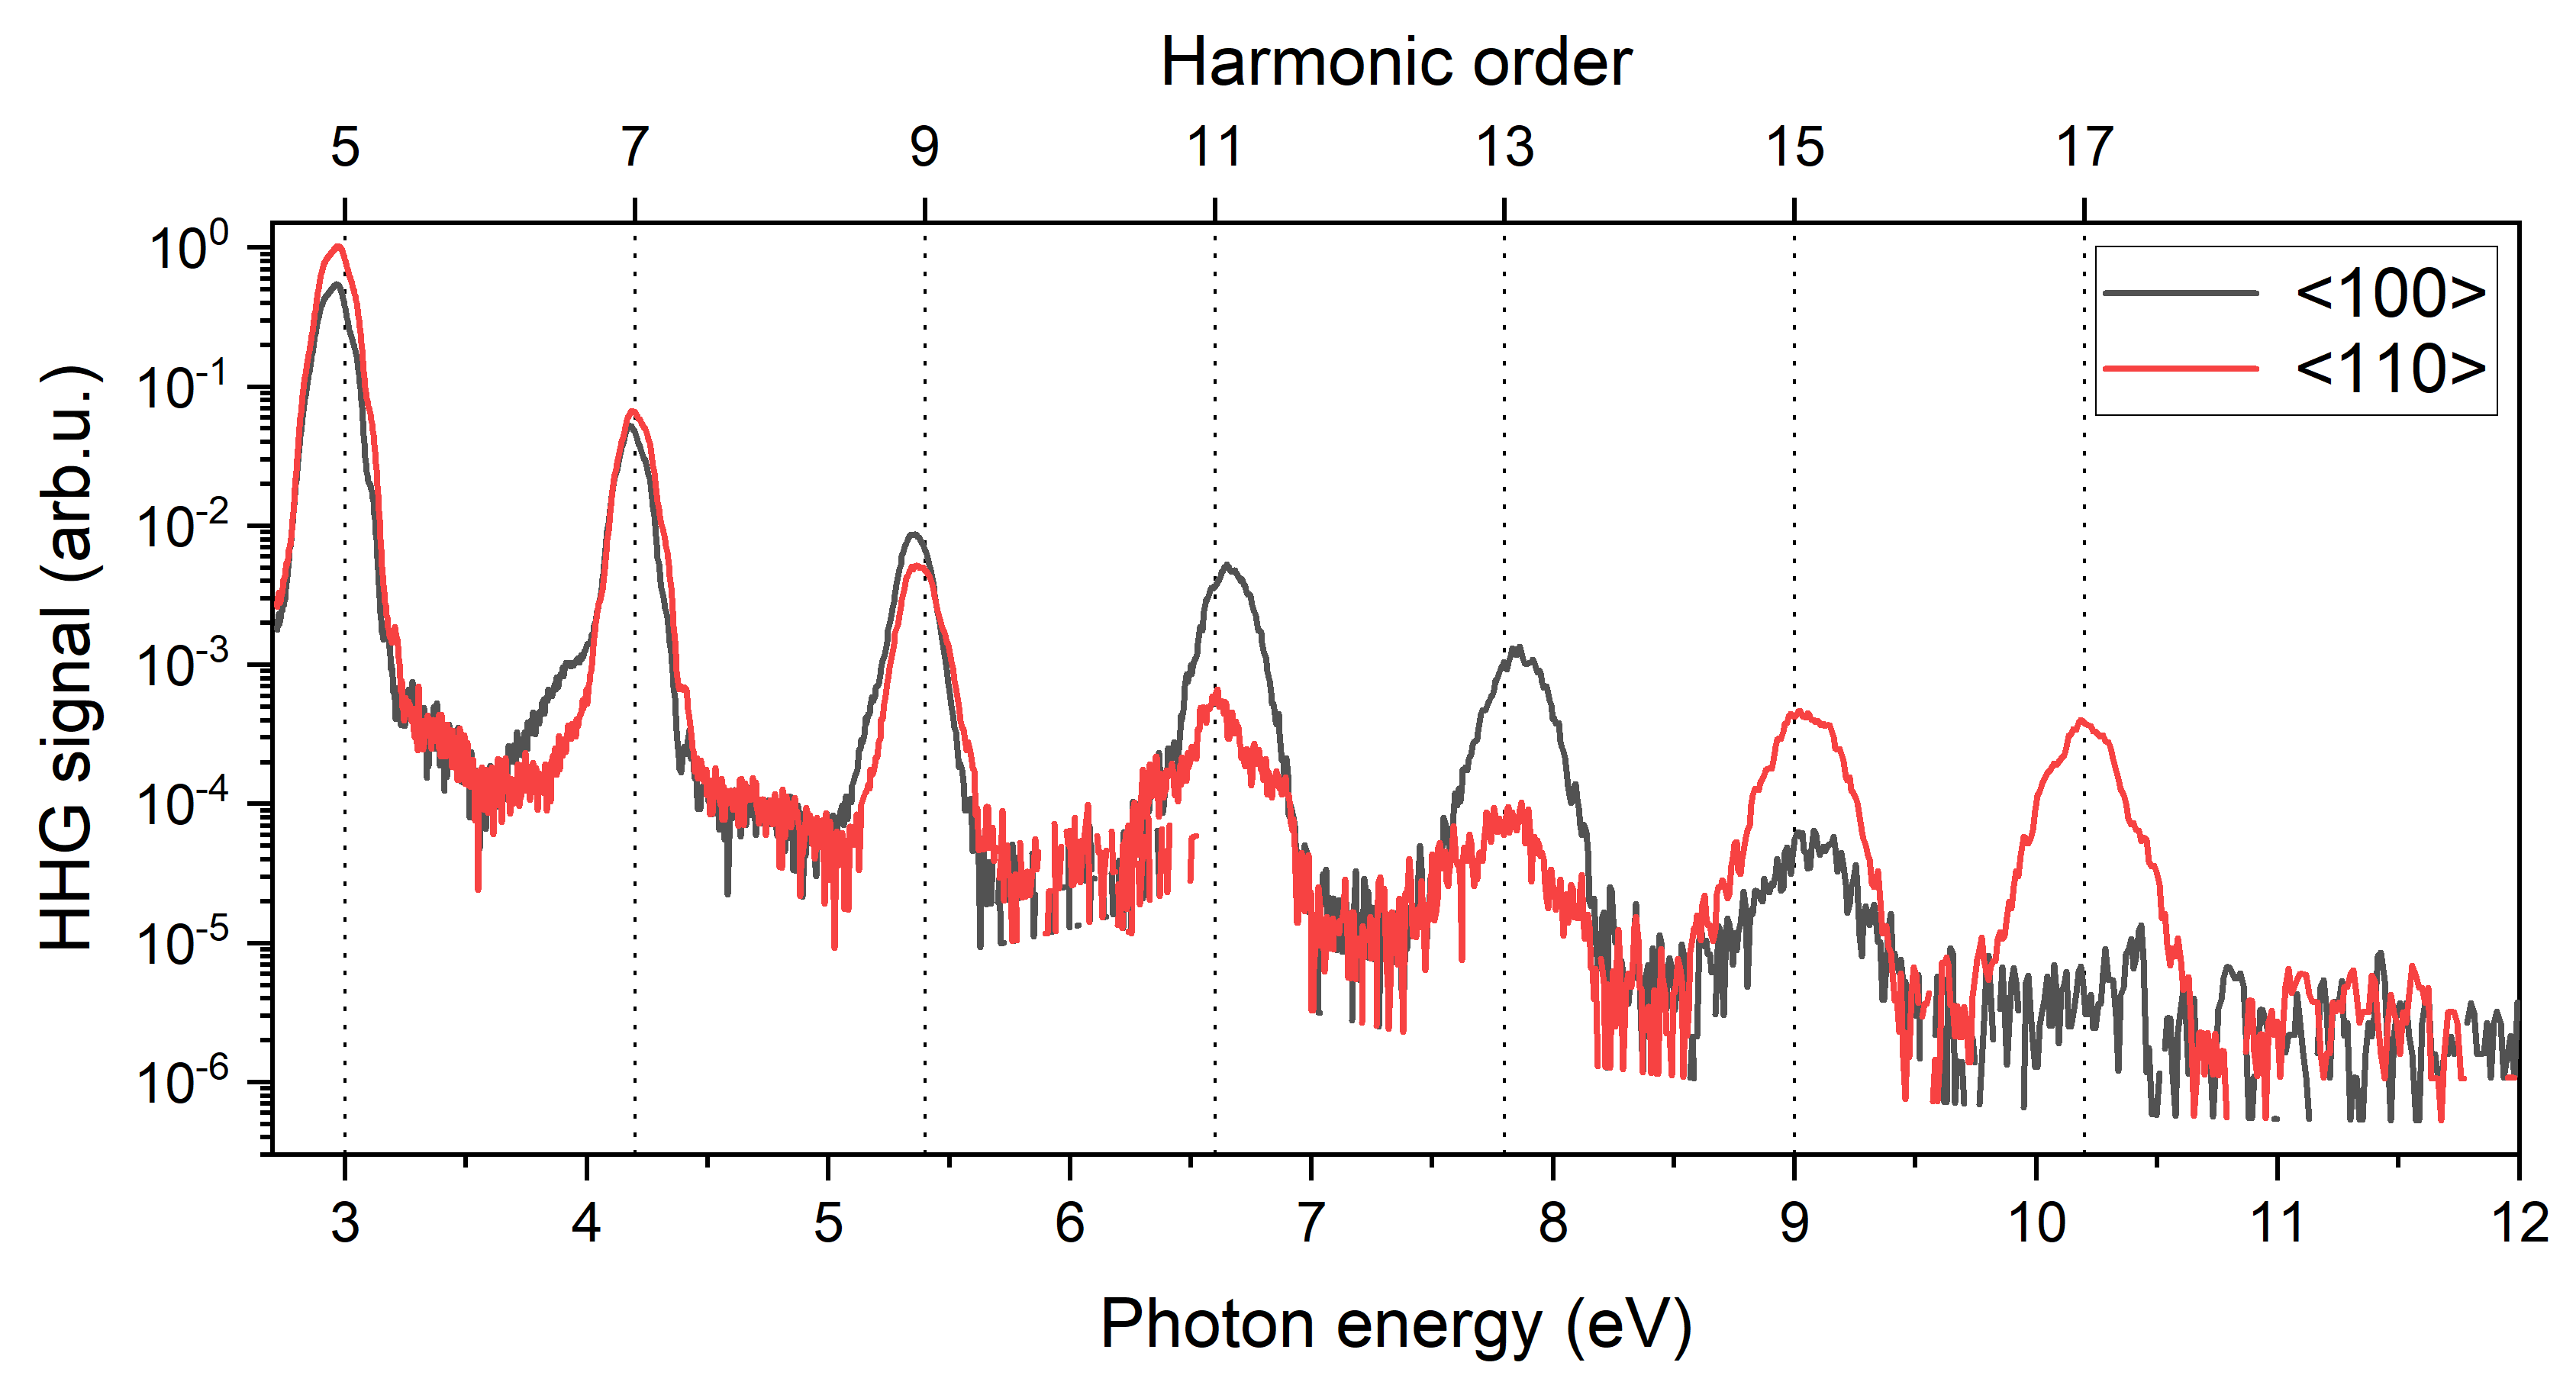 Harmonic order
5 7 9 11 13 15 17
10⁰
10⁻¹
10⁻²
10⁻³
10⁻⁴
10⁻⁵
10⁻⁶
HHG signal (arb.u.)
<100>
<110>
3 4 5 6 7 8 9 10 11 12
Photon energy (eV)